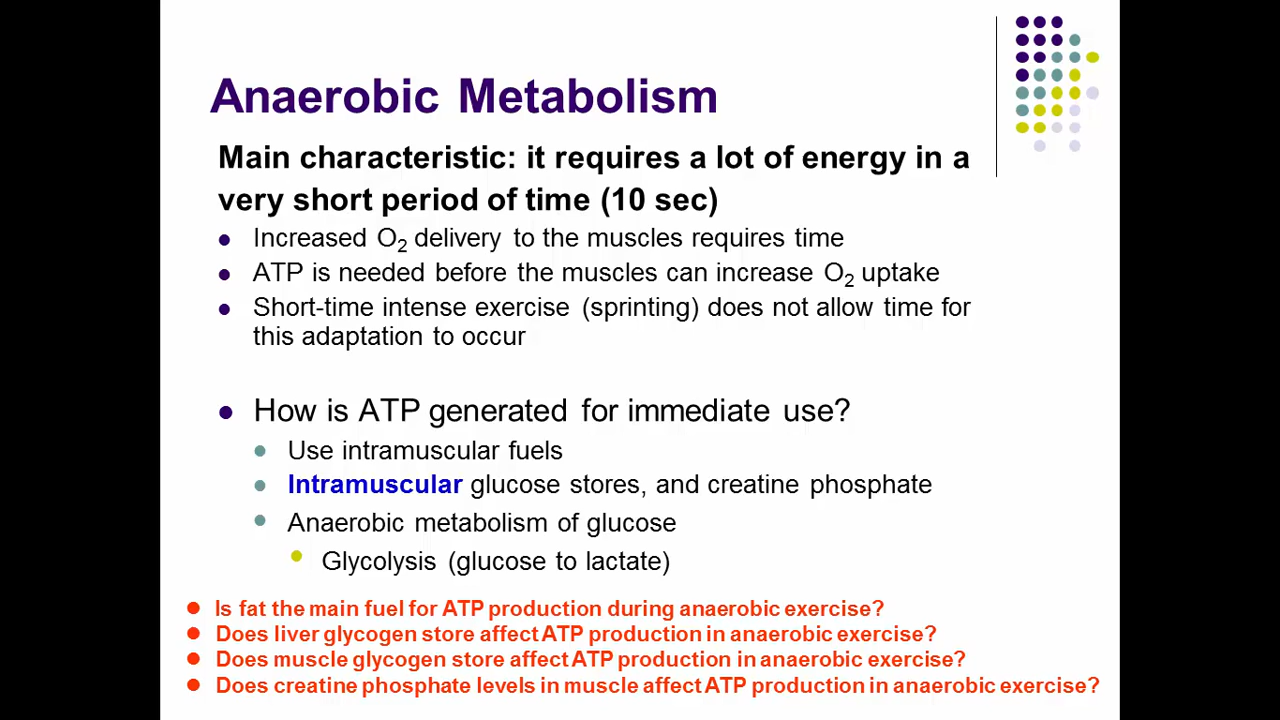 Anaerobic Metabolism
Main characteristic: it requires a lot of energy in a
very short period of time (10 sec)
Increased O₂ delivery to the muscles requires time
ATP is needed before the muscles can increase O₂ uptake
Short-time intense exercise (sprinting) does not allow time for
this adaptation to occur
How is ATP generated for immediate use?
Use intramuscular fuels
Intramuscular glucose stores, and creatine phosphate
Anaerobic metabolism of glucose
Glycolysis (glucose to lactate)
Is fat the main fuel for ATP production during anaerobic exercise?
Does liver glycogen store affect ATP production in anaerobic exercise?
Does muscle glycogen store affect ATP production in anaerobic exercise?
Does creatine phosphate levels in muscle affect ATP production in anaerobic exercise?